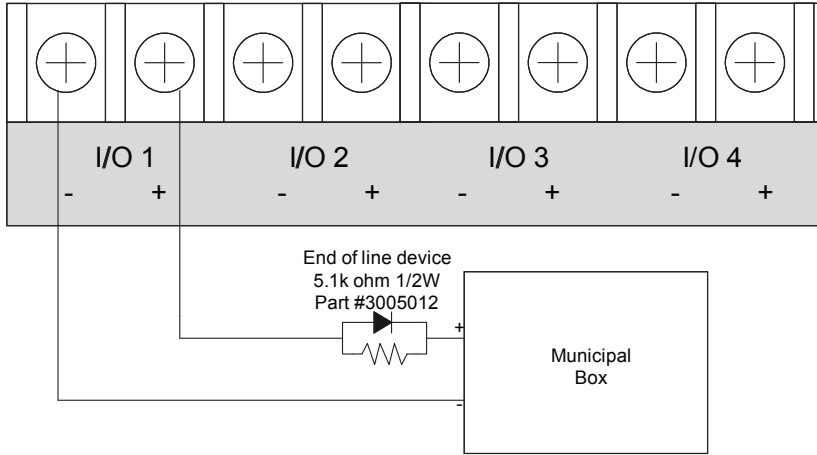 I/O 1 I/O 2 I/O 3 I/O 4
- + - + - + - +
End of line device
5.1k ohm 1/2W
Part #3005012
+
Municipal
Box
-